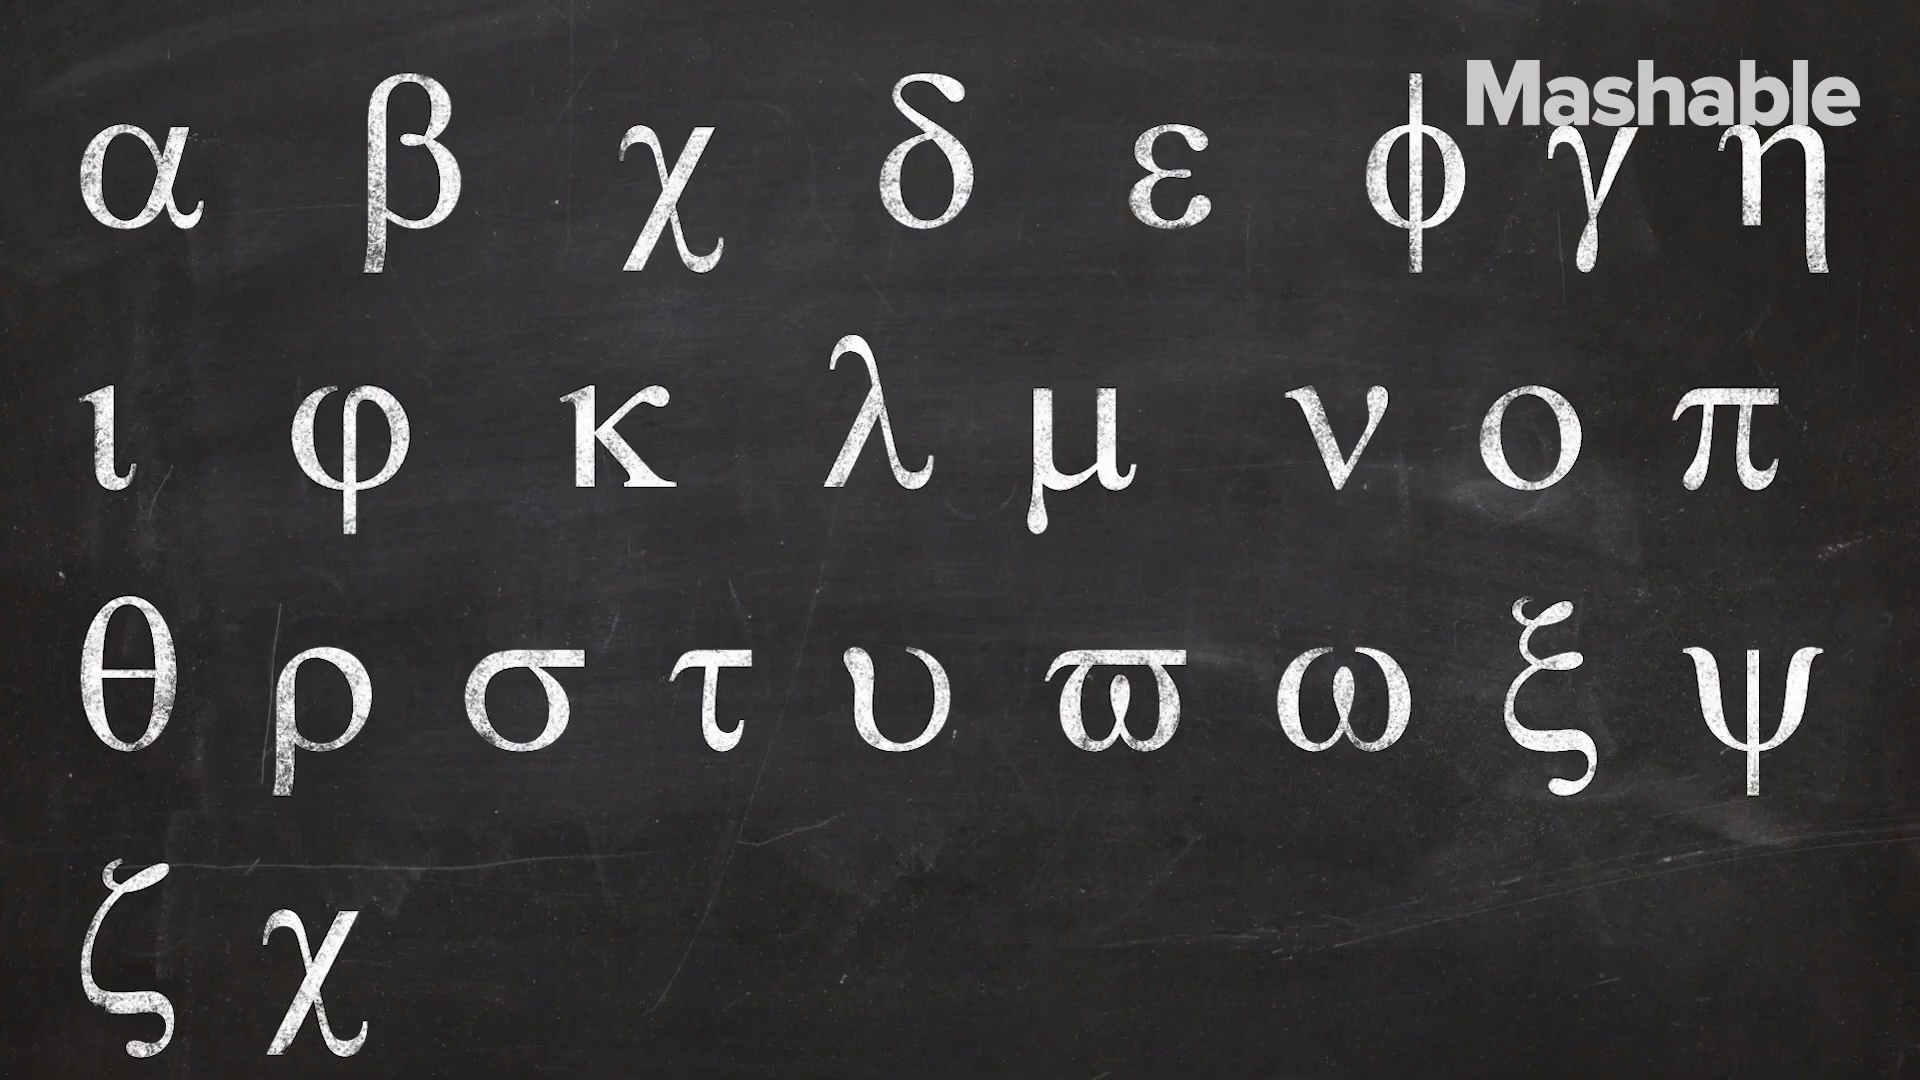 Mashable
α β χ δ ε ϕ γ η
ι φ κ λ μ ν ο π
θ ρ σ τ υ ϖ ω ξ ψ
ζ χ